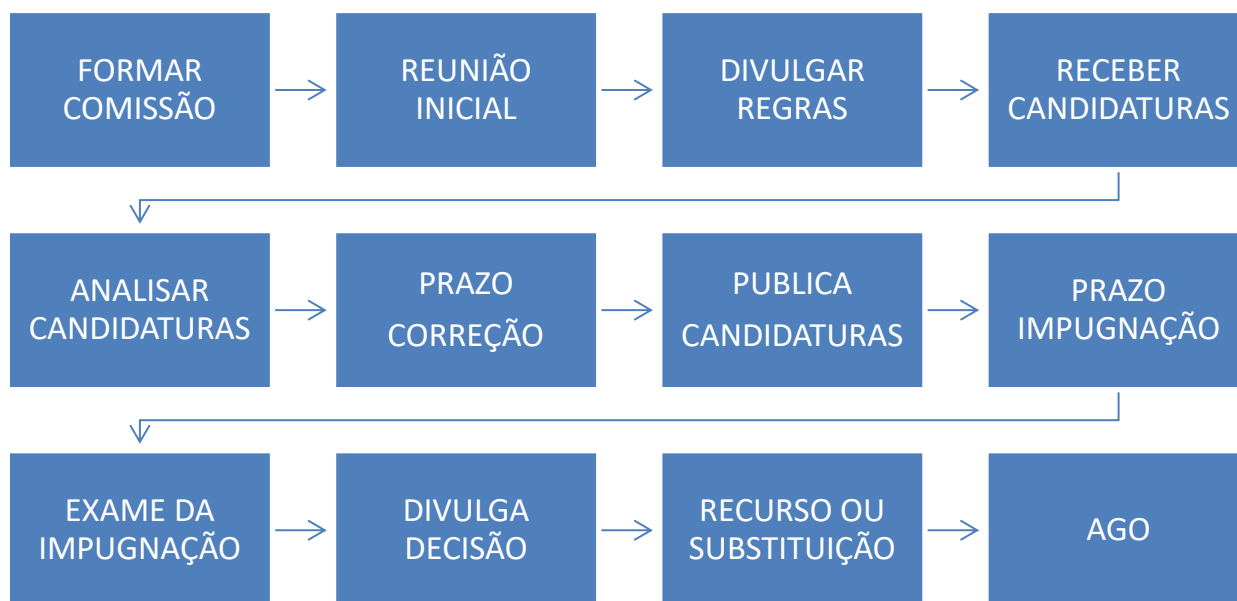 FORMAR
COMISSÃO
REUNIÃO
INICIAL
DIVULGAR
REGRAS
RECEBER
CANDIDATURAS
ANALISAR
CANDIDATURAS
PRAZO
CORREÇÃO
PUBLICA
CANDIDATURAS
PRAZO
IMPUGNAÇÃO
EXAME DA
IMPUGNAÇÃO
DIVULGA
DECISÃO
RECURSO OU
SUBSTITUIÇÃO
AGO